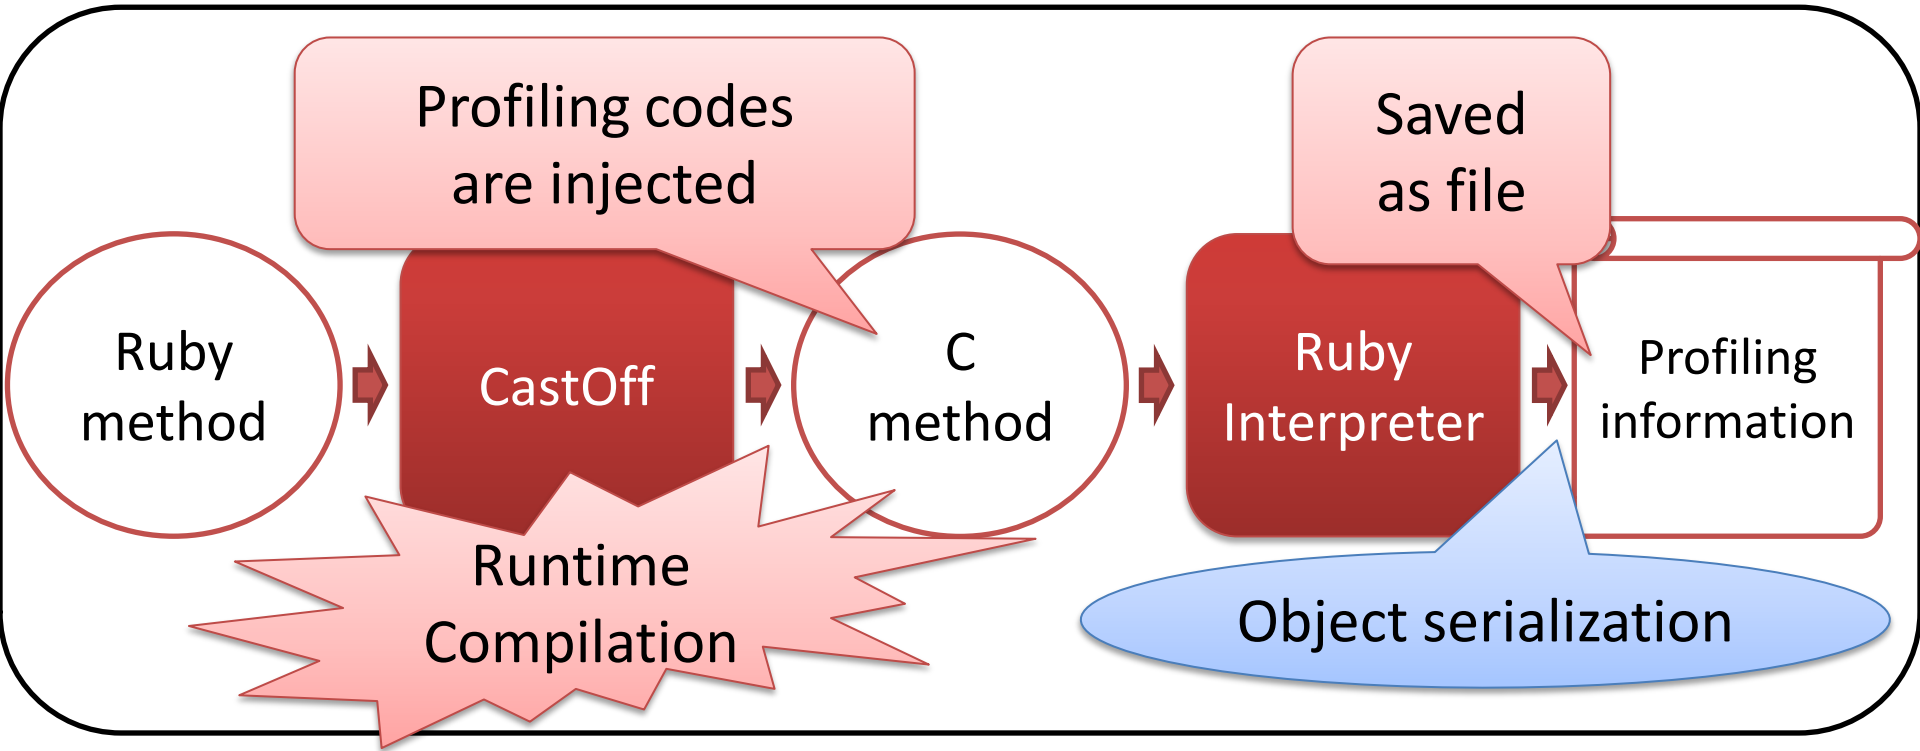 Profiling codes
are injected
Saved
as file
Ruby
method
CastOff
C
method
Ruby
Interpreter
Profiling
information
Runtime
Compilation
Object serialization